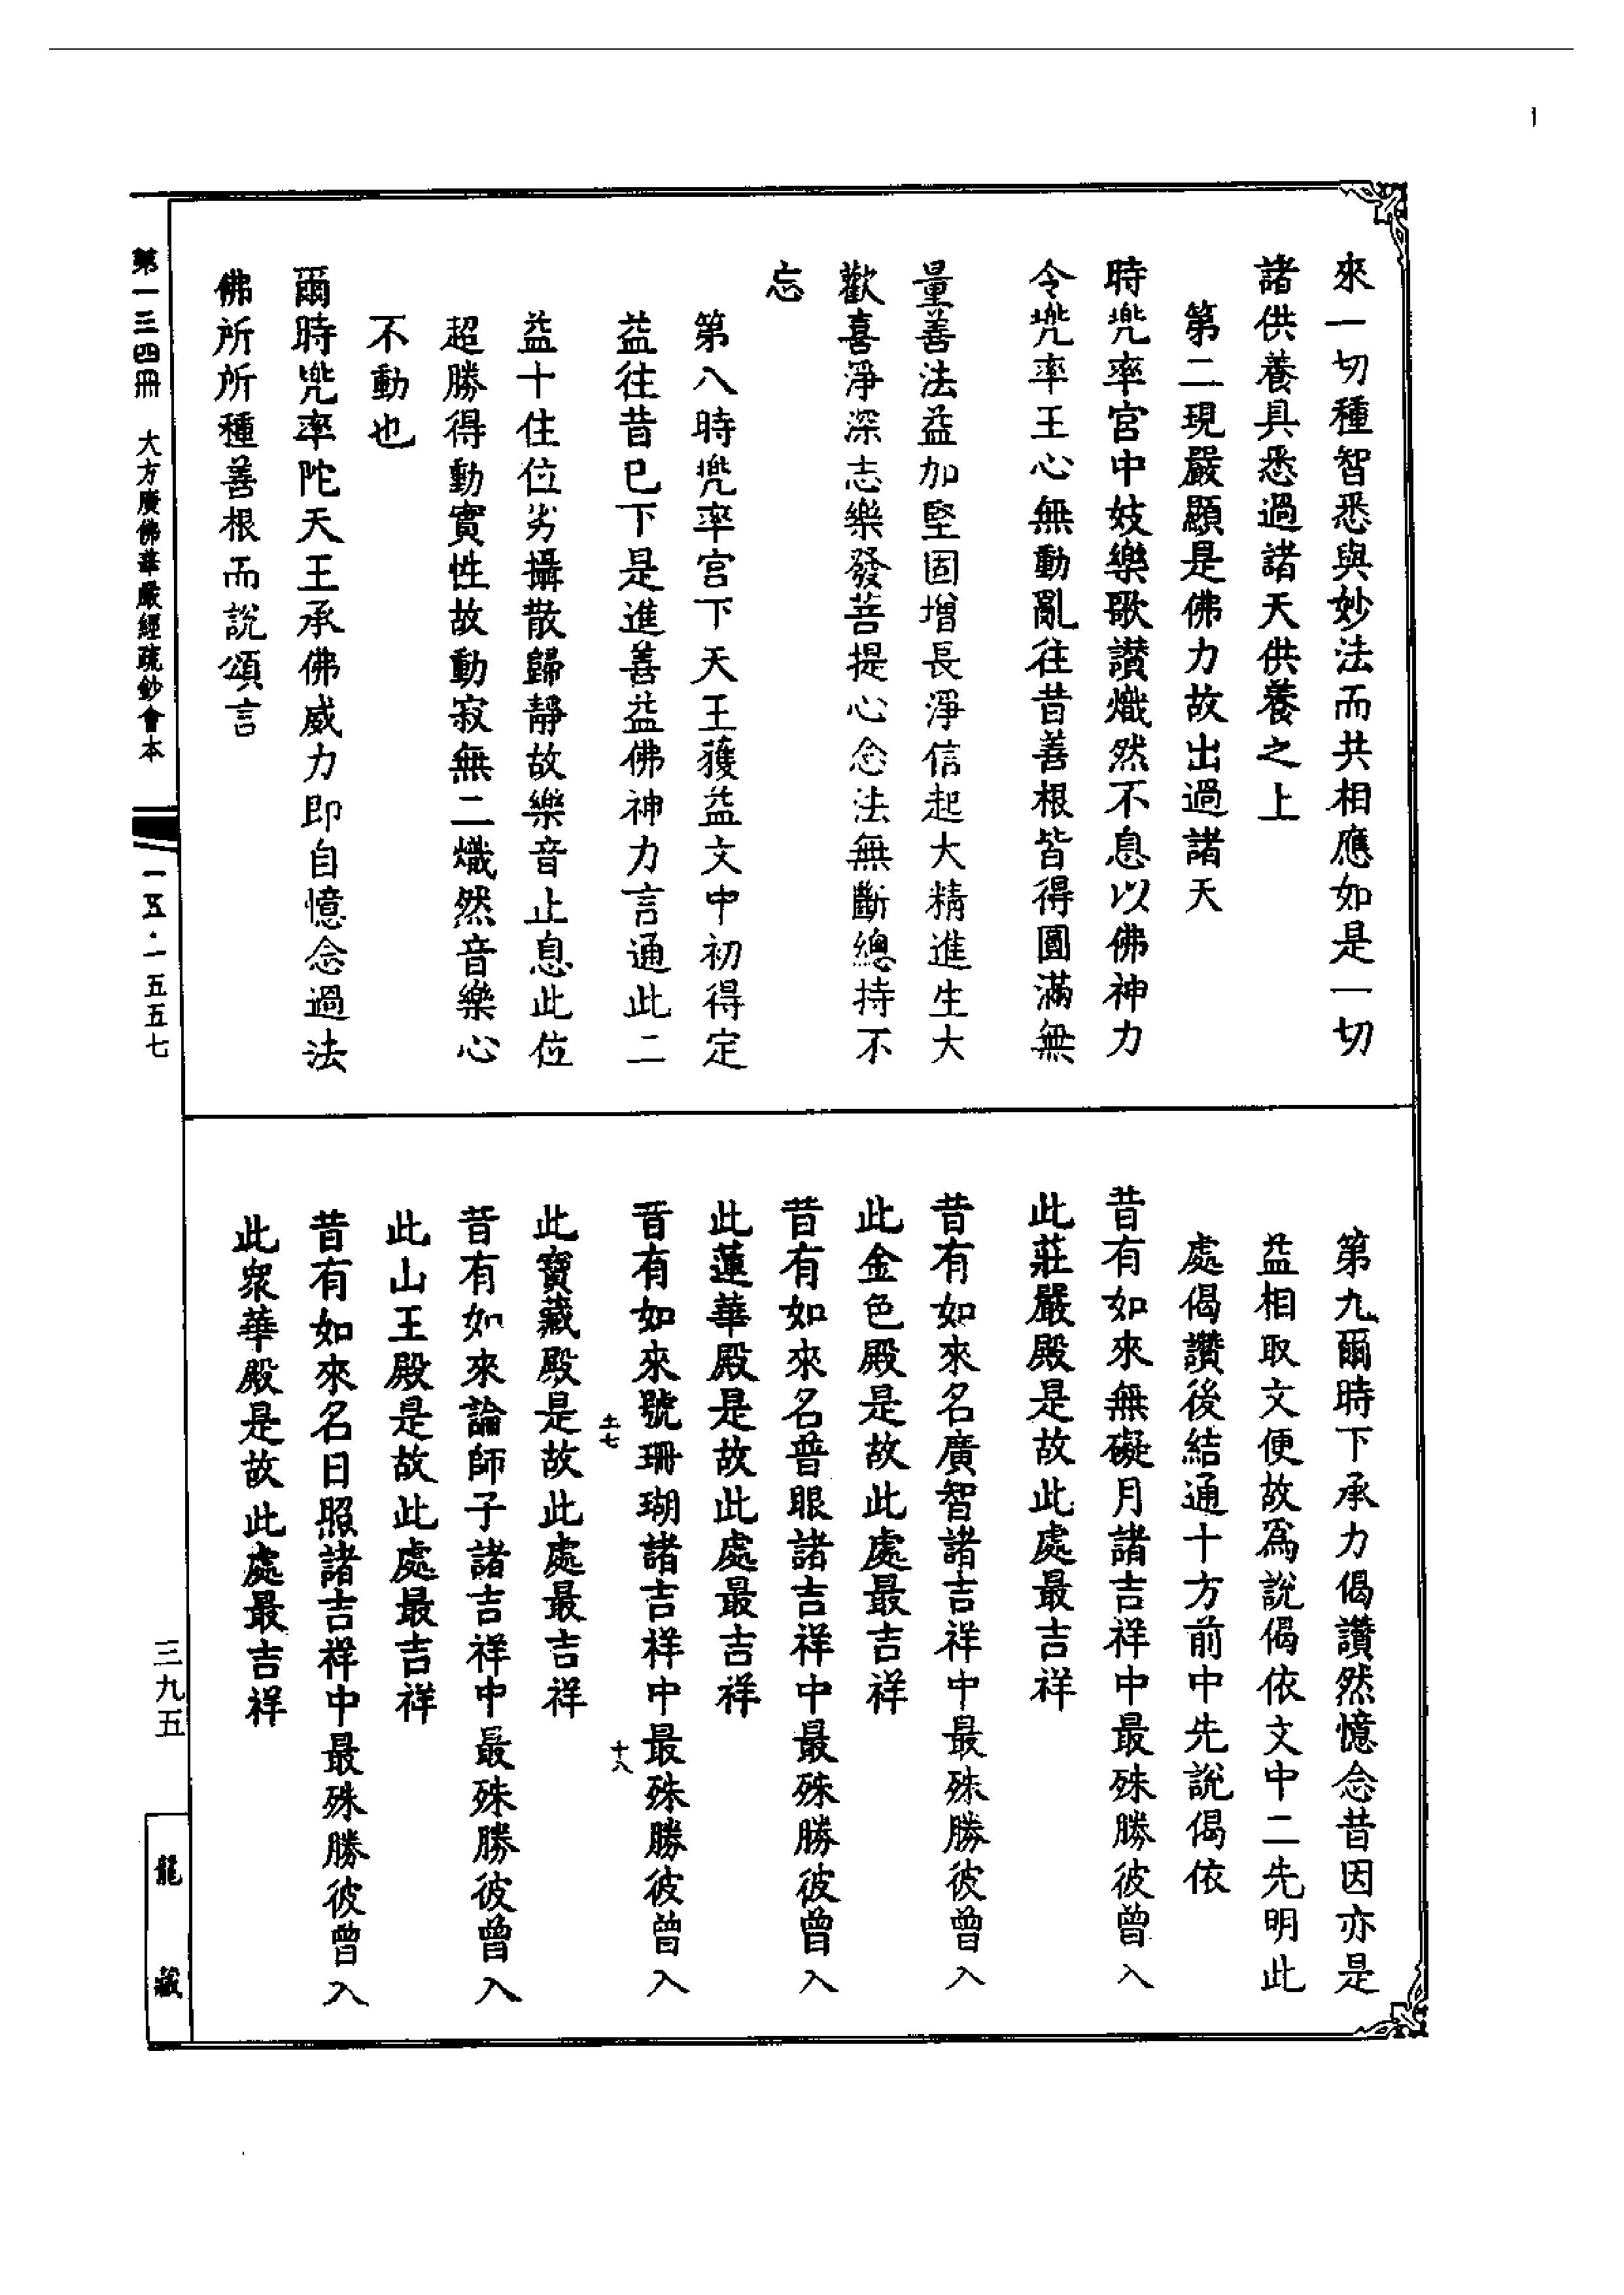 來一切種智悉與妙法而共相應如是一切
諸供養具悉過諸天供養之上
第二現嚴顯是佛力故出過諸天
時兜率宮中妓樂歌讃熾然不息以佛神力
令兜率王心無動亂往昔善根皆得圓滿無
量善法益加堅固增長淨信起大精進生大
歡喜淨深志樂發菩提心念法無斷總持不
忘
第八時兜率宮下天王獲益文中初得定
益往昔已下是進善益佛神力言通此二
益十住位劣攝散歸靜故樂音止息此位
超勝得動實性故動寂無二熾然音樂心
不動也
爾時兜率陀天王承佛威力即自憶念過法
佛所所種善根而說頌言
第九爾時下承力偈讃然憶念昔因亦是
益相取文便故爲說偈依文中二先明此
處偈讃後結通十方前中先說偈依
昔有如來無礙月諸吉祥中最殊勝彼曾入
此莊嚴殿是故此處最吉祥
昔有如來名廣智諸吉祥中最殊勝彼曾入
此金色殿是故此處最吉祥
昔有如來名普眼諸吉祥中最殊勝彼曾入
此蓮華殿是故此處最吉祥
昔有如來號珊瑚諸吉祥中最殊勝彼曾入
十七
十八
此寶藏殿是故此處最吉祥
昔有如來論師子諸吉祥中最殊勝彼曾入
此山王殿是故此處最吉祥
昔有如來名日照諸吉祥中最殊勝彼曾入
此衆華殿是故此處最吉祥
第一三四冊 大方廣佛華嚴經疏鈔會本
一五·一五五七
三九五
龍藏
1